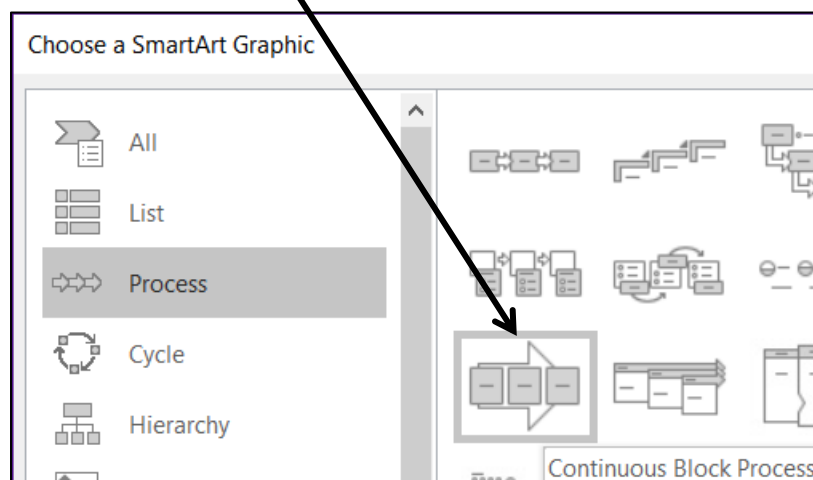 Choose a SmartArt Graphic
All
List
Process
Cycle
Hierarchy
Continuous Block Process